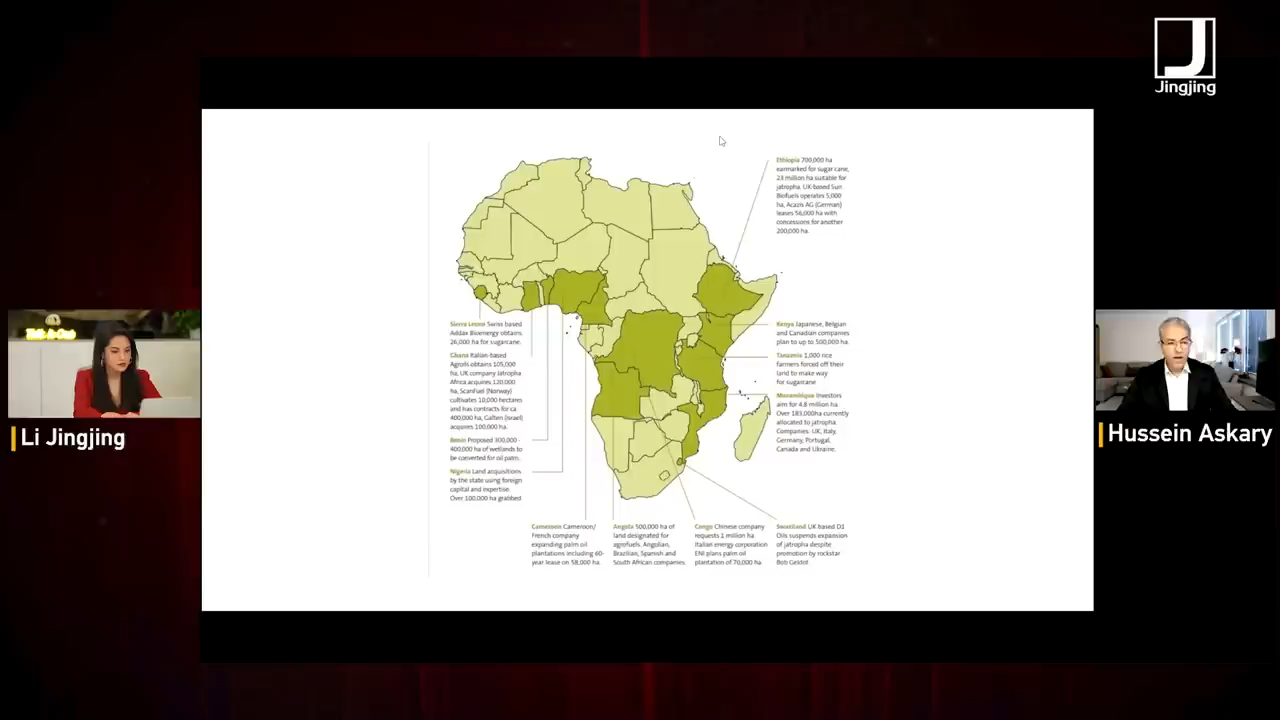 J
Jingjing
Ethiopia 700,000 ha
earmarked for sugar cane,
23 million ha suitable for
jatropha. UK-based Sun
Biofuels operates 5,000
ha, Acazis AG (German)
leases 56,000 ha with
concessions for another
200,000 ha.
Sierra Leone Swiss based
Addax Bioenergy obtains
26,000 ha for sugarcane.
Ghana Italian-based
Agroils obtains 105,000
ha, UK company Jatropha
Africa acquires 120,000
ha, ScanFuel (Norway)
cultivates 10,000 hectares
and has contracts for ca
400,000 ha, Galten (Israel)
acquires 100,000 ha.
Benin Proposed 300,000 -
400,000 ha of wetlands to
be converted for oil palm.
Nigeria Land acquisitions
by the state using foreign
capital and expertise.
Over 100,000 ha grabbed
Kenya Japanese, Belgian
and Canadian companies
plan to up to 500,000 ha.
Tanzania 1,000 rice
farmers forced off their
land to make way
for sugarcane
Mozambique Investors
aim for 4.8 million ha.
Over 183,000ha currently
allocated to jatropha.
Companies: UK, Italy,
Germany, Portugal,
Canada and Ukraine.
Cameroon Cameroon/
French company
expanding palm oil
plantations including 60-
year lease on 58,000 ha.
Angola 500,000 ha of
land designated for
agrofuels. Angolan,
Brazilian, Spanish and
South African companies.
Congo Chinese company
requests 1 million ha
Italian energy corporation
ENI plans palm oil
plantation of 70,000 ha
Swaziland UK based D1
Oils suspends expansion
of jatropha despite
promotion by rockstar
Bob Geldof
Li Jingjing
Hussein Askary